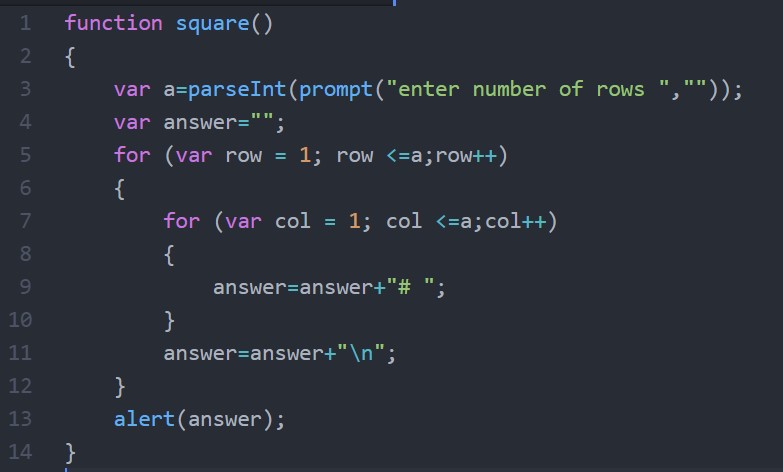 1 function square()
2 {
3     var a=parseInt(prompt("enter number of rows ",""));
4     var answer="";
5     for (var row = 1; row <=a;row++)
6     {
7         for (var col = 1; col <=a;col++)
8         {
9             answer=answer+"# ";
10         }
11         answer=answer+"\n";
12     }
13     alert(answer);
14 }